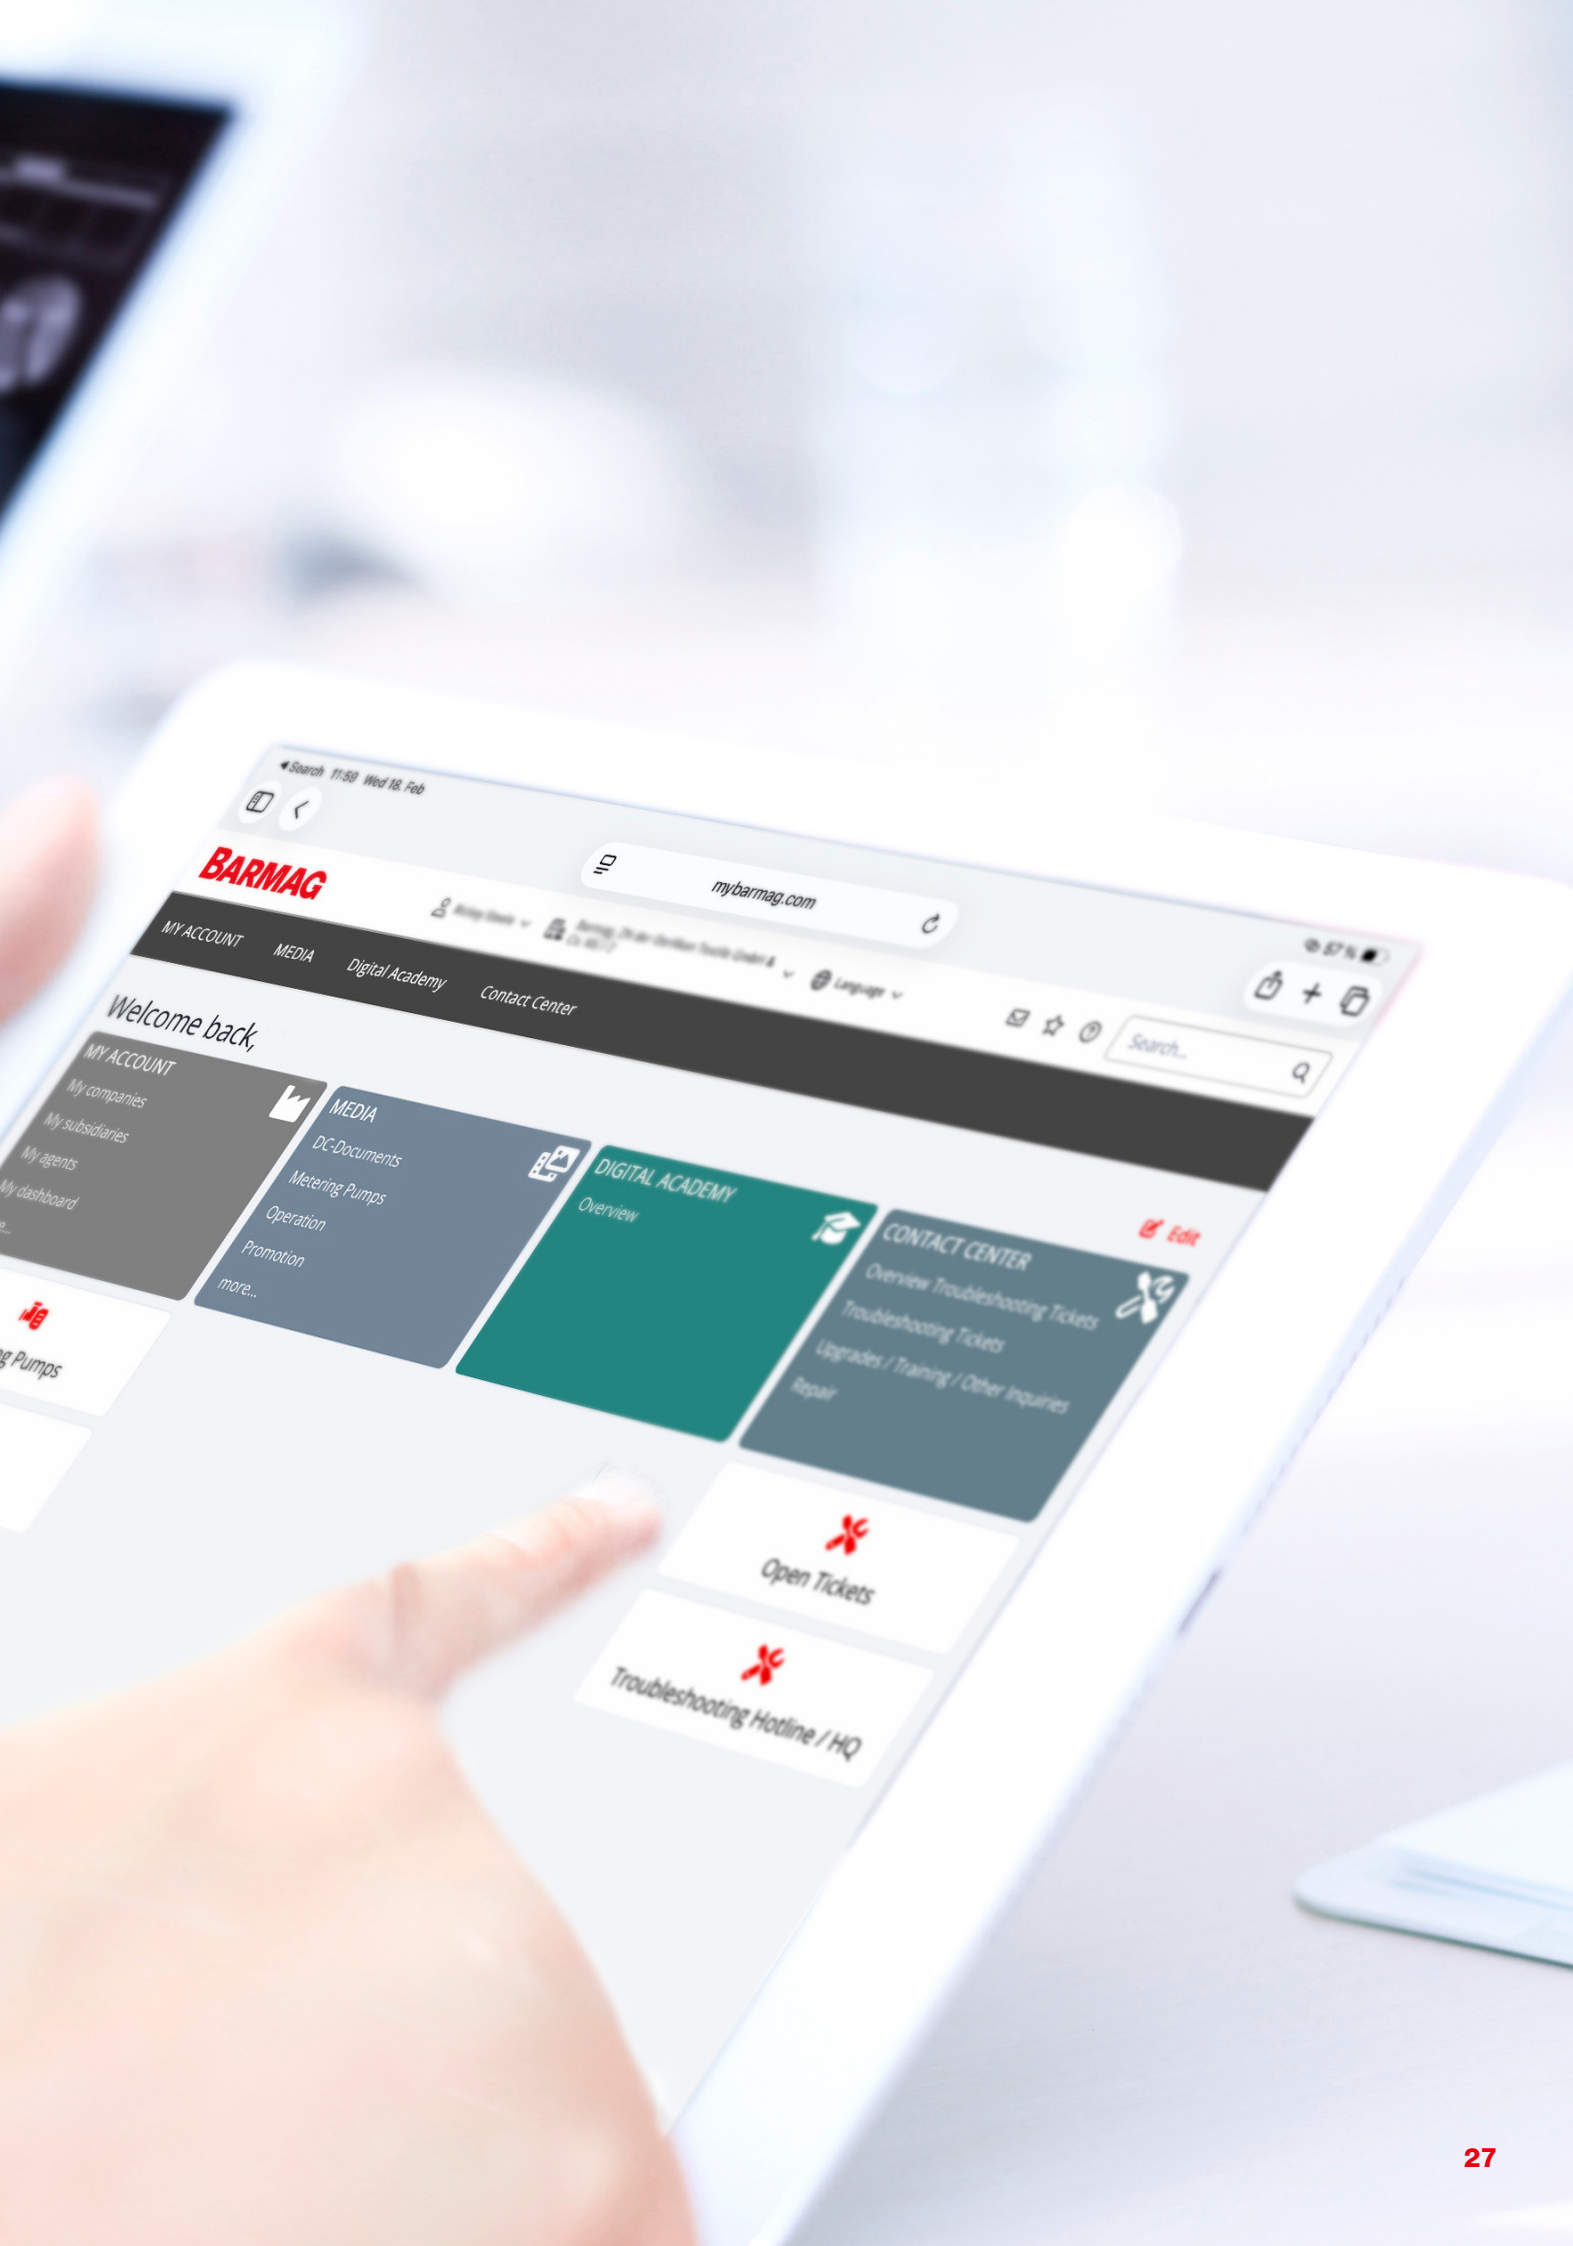 Search 11:59 Wed 18. Feb
87 %
mybarmag.com
BARMAG
Language
Search...
MY ACCOUNT MEDIA Digital Academy Contact Center
Welcome back,
Edit
MY ACCOUNT
My companies
My subsidiaries
My agents
My dashboard
MEDIA
DC-Documents
Metering Pumps
Operation
Promotion
more...
DIGITAL ACADEMY
Overview
CONTACT CENTER
Overview Troubleshooting Tickets
Troubleshooting Tickets
Upgrades / Training / Other Inquiries
Repair
g Pumps
Open Tickets
Troubleshooting Hotline / HQ
27